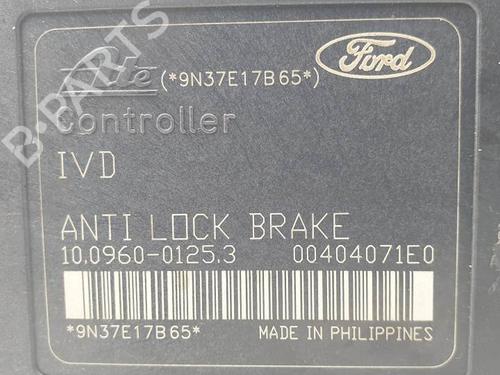 Ate (*9N37E17B65*) Ford
Controller
IVD
ANTI LOCK BRAKE
10.0960-0125.3 00404071E0
*9N37E17B65* MADE IN PHILIPPINES
B-PARTS